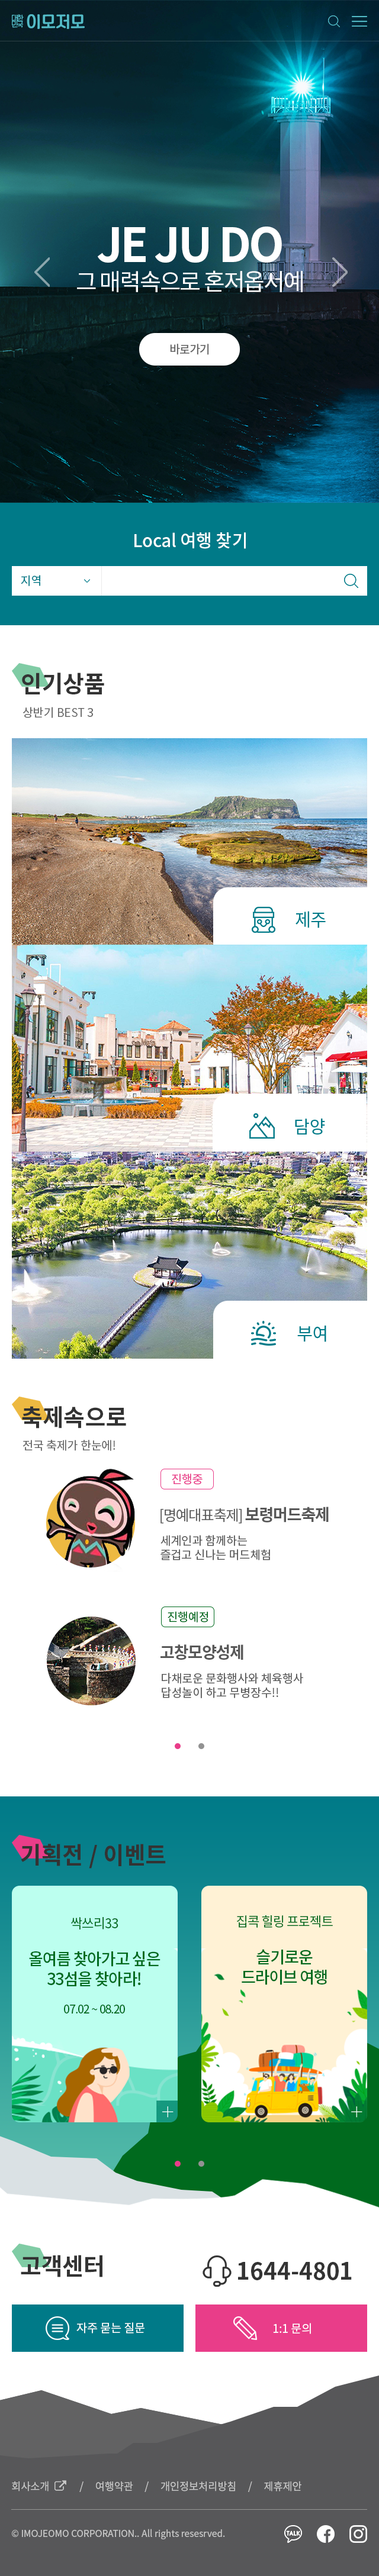 이모저모
JE JU DO
그 매력속으로 혼저옵서예
바로가기
Local 여행 찾기
지역
인기상품
상반기 BEST 3
제주
담양
부여
축제속으로
전국 축제가 한눈에!
진행중
[명예대표축제] 보령머드축제
세계인과 함께하는
즐겁고 신나는 머드체험
진행예정
고창모양성제
다채로운 문화행사와 체육행사
답성놀이 하고 무병장수!!
기획전 / 이벤트
싹쓰리33
올여름 찾아가고 싶은
33섬을 찾아라!
07.02 ~ 08.20
집콕 힐링 프로젝트
슬기로운
드라이브 여행
고객센터
1644-4801
자주 묻는 질문
1:1 문의
회사소개 / 여행약관 / 개인정보처리방침 / 제휴제안
© IMOJEOMO CORPORATION.. All rights resesrved.
TALK